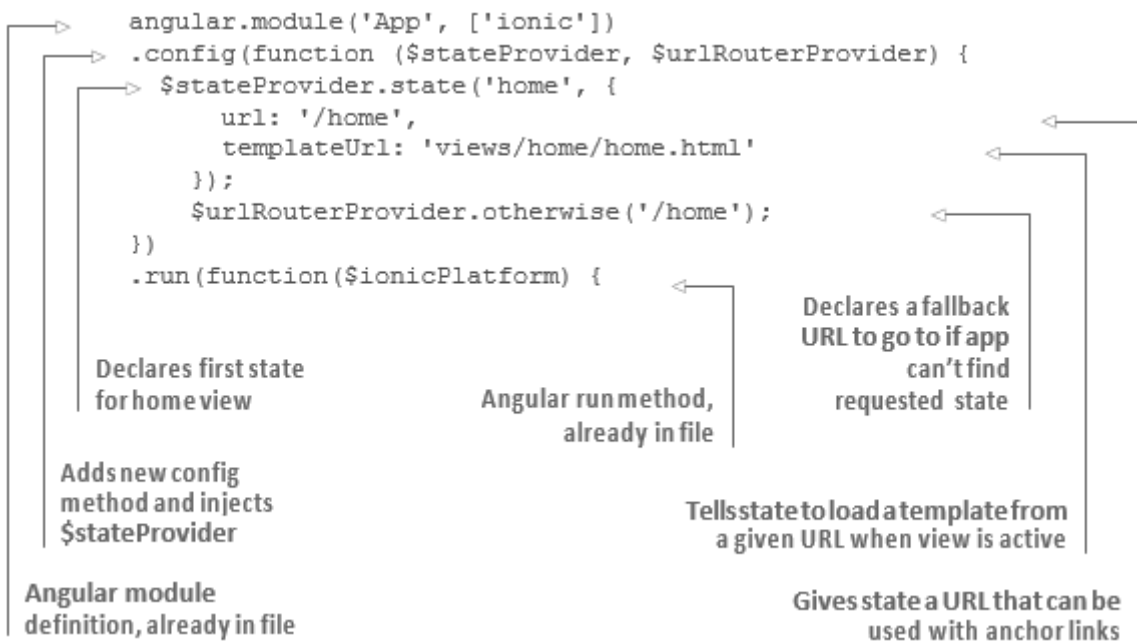 angular.module('App', ['ionic'])
.config(function ($stateProvider, $urlRouterProvider) {
$stateProvider.state('home', {
url: '/home',
templateUrl: 'views/home/home.html'
});
$urlRouterProvider.otherwise('/home');
})
.run(function($ionicPlatform) {
Declares a fallback
URL to go to if app
can't find
requested state
Declares first state
for home view
Angular run method,
already in file
Adds new config
method and injects
$stateProvider
Tells state to load a template from
a given URL when view is active
Angular module
definition, already in file
Gives state a URL that can be
used with anchor links